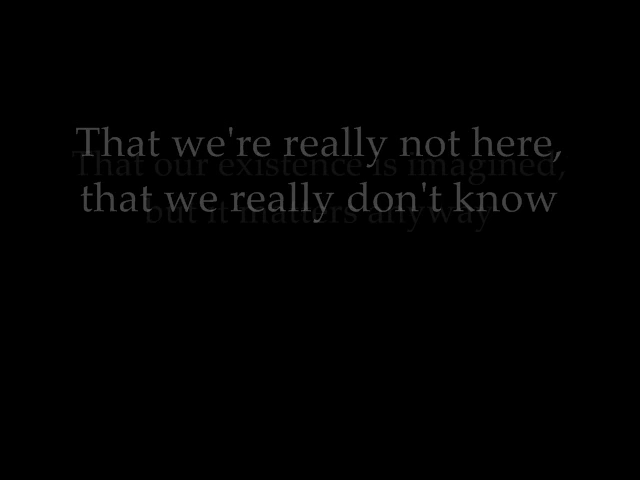 That we're really not here,
That our existence is imagined,
that we really don't know
but it matters anyway